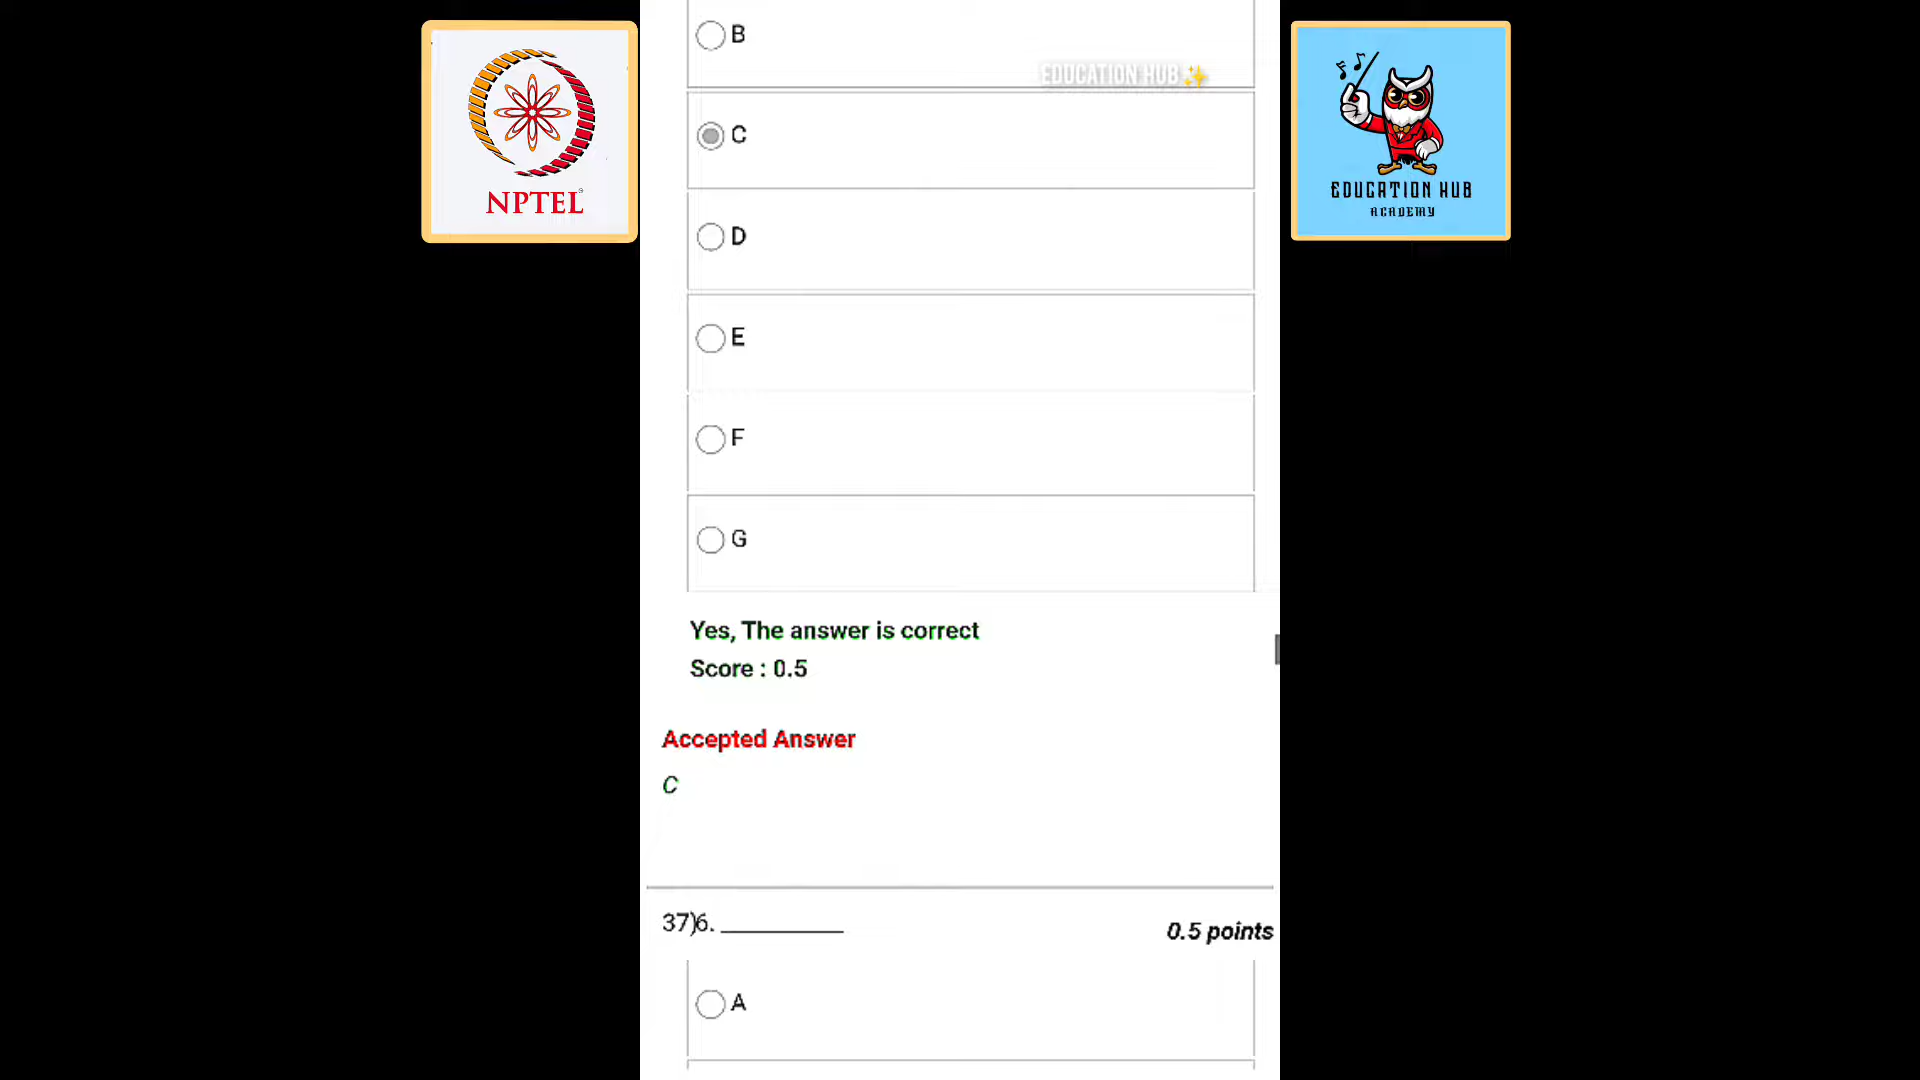 B
EDUCATION HUB✨
C
D
E
F
G
NPTEL
EDUCATION HUB
ACADEMY
Yes, The answer is correct
Score : 0.5
Accepted Answer
C
37)6. __________
0.5 points
A